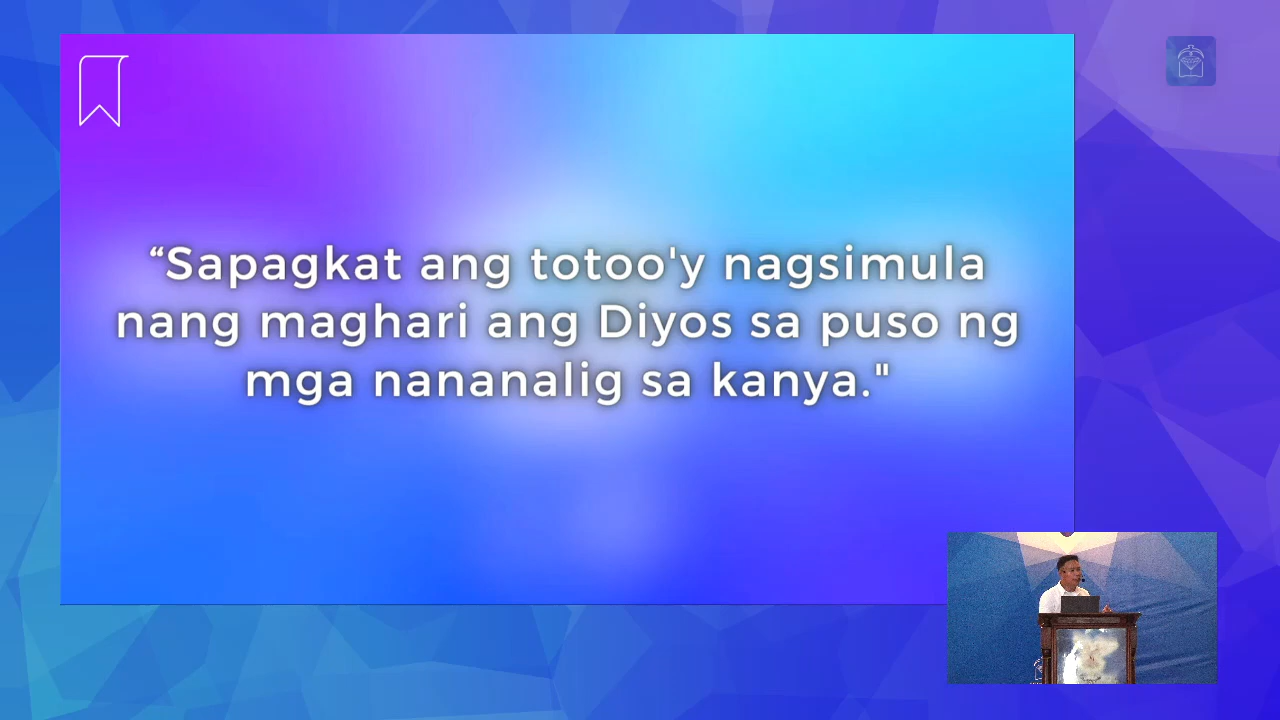 “Sapagkat ang totoo'y nagsimula
nang maghari ang Diyos sa puso ng
mga nananalig sa kanya."